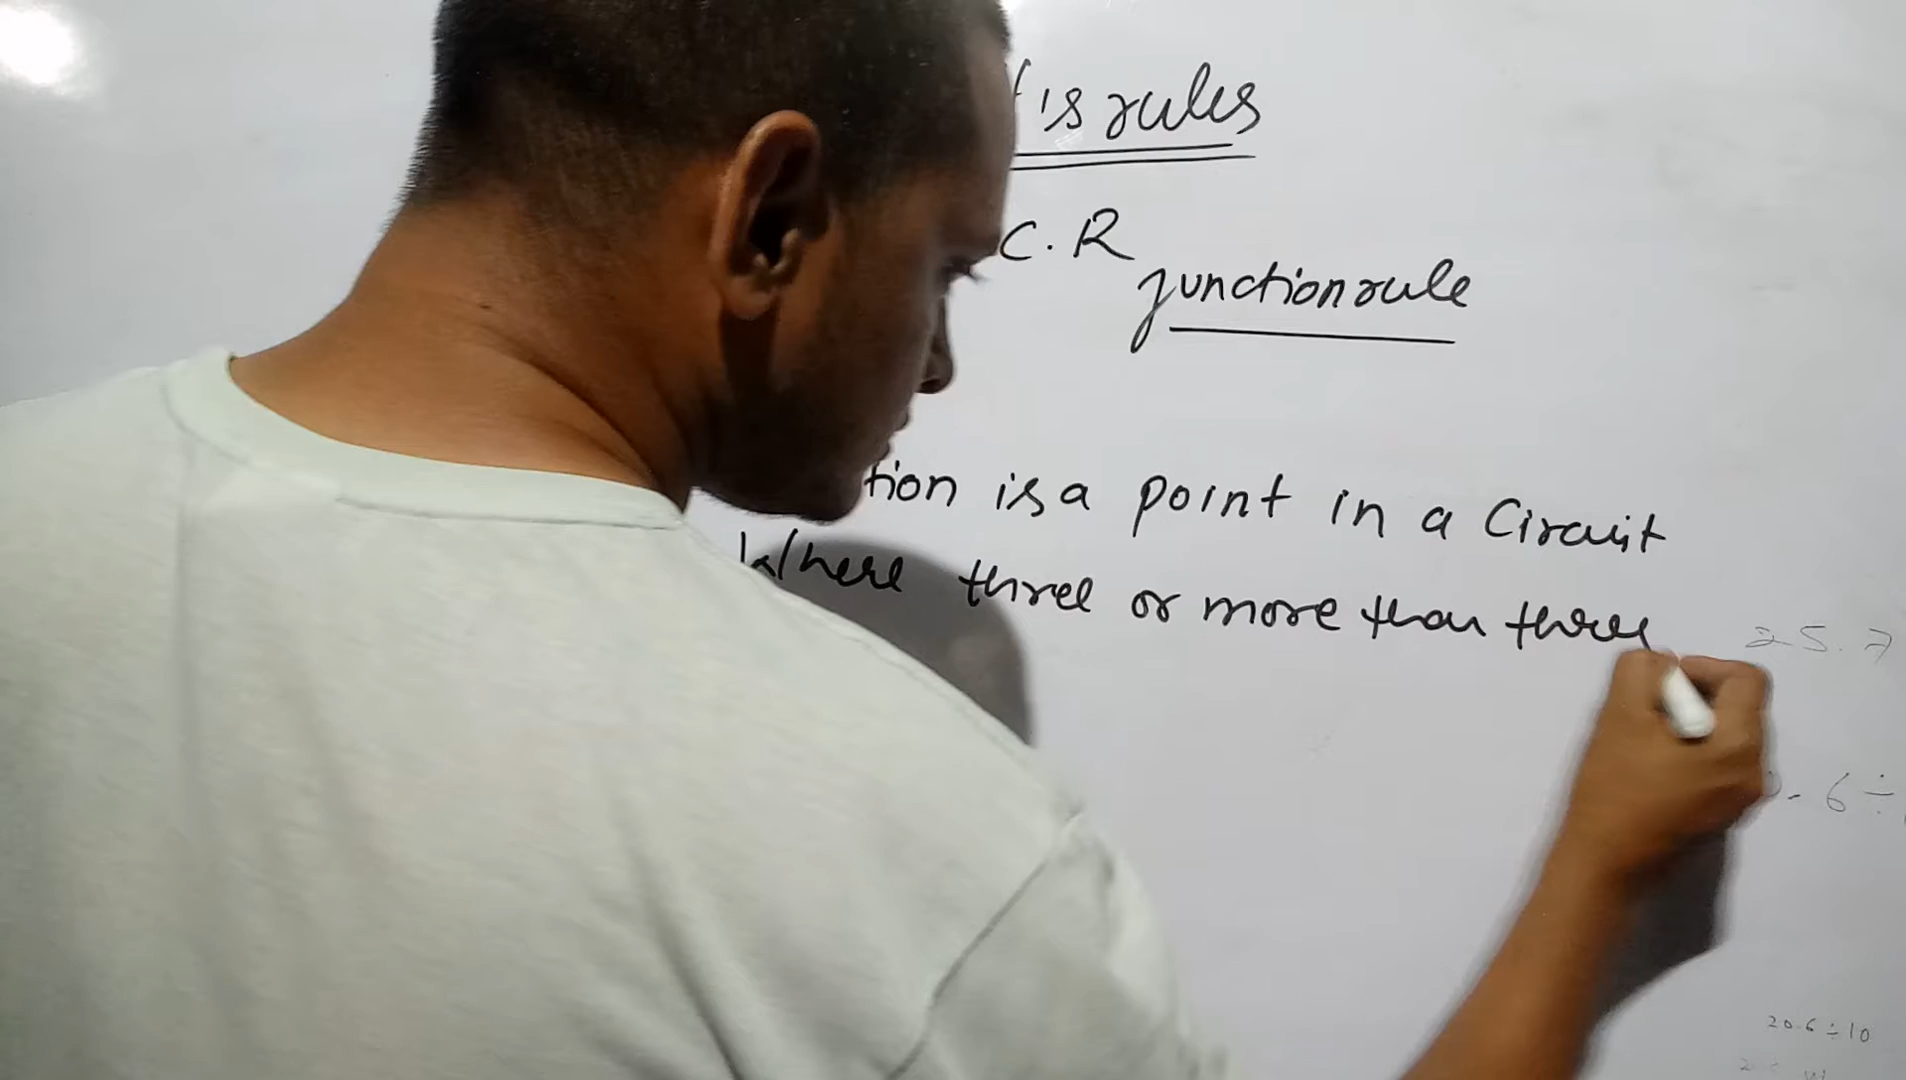 is rules
C.R
junction rule
tion is a point in a Circuit
Where three or more than three
25.7
. 6 ÷
20.6 ÷ 10